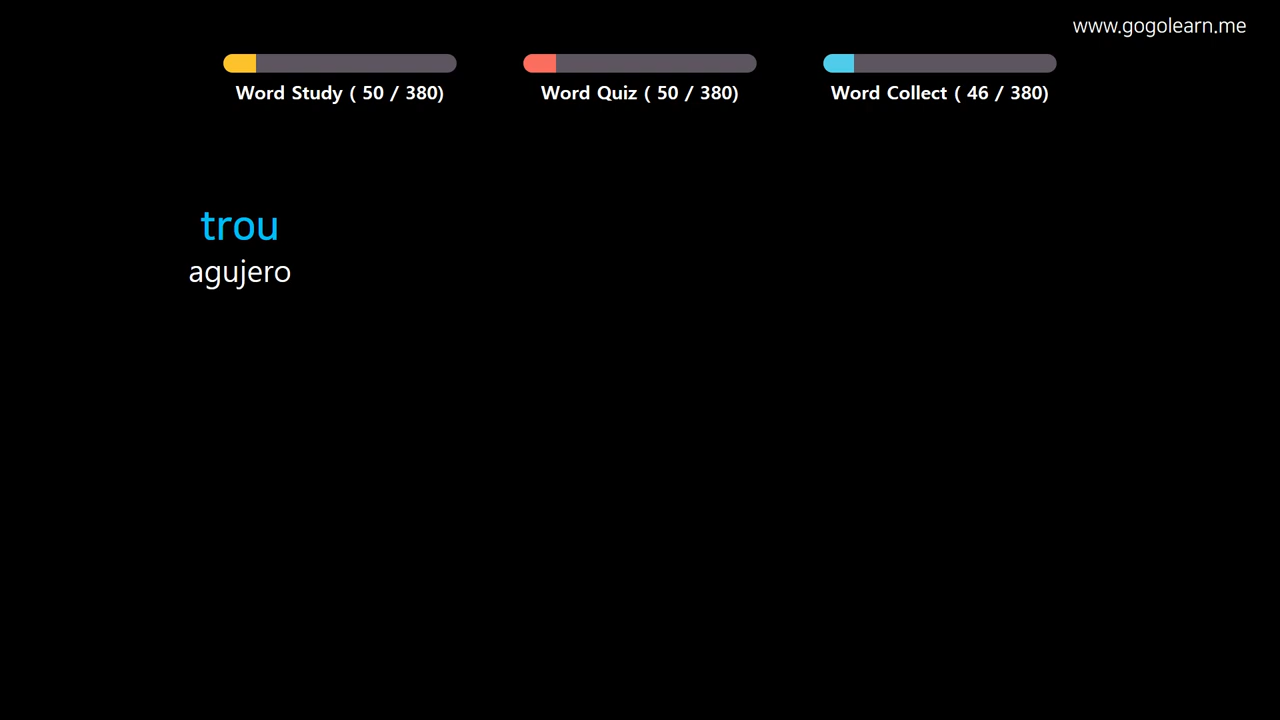 www.gogolearn.me
Word Study ( 50 / 380)
Word Quiz ( 50 / 380)
Word Collect ( 46 / 380)
trou
agujero